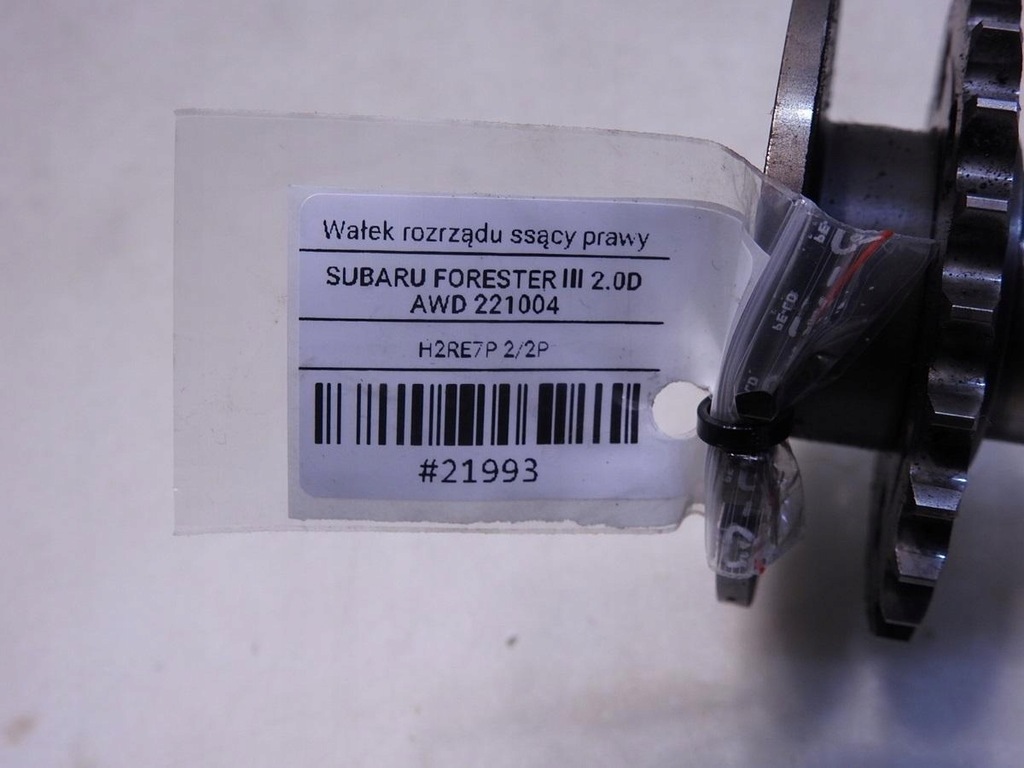 Wałek rozrządu ssący prawy
SUBARU FORESTER III 2.0D
AWD 221004
H2RE7P 2/2P
#21993